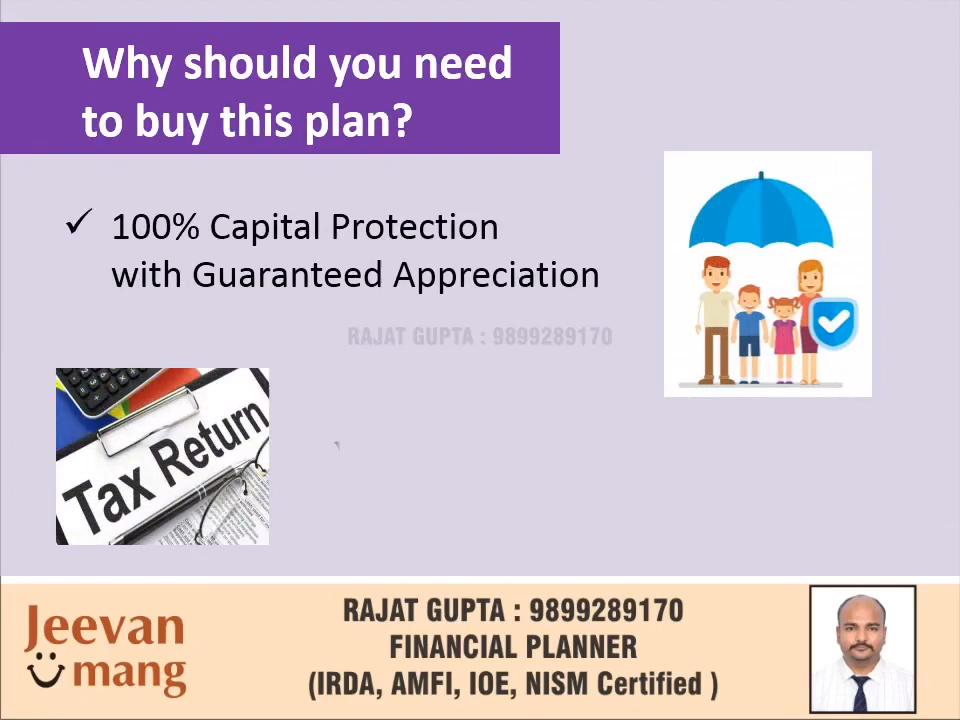 Why should you need
to buy this plan?
✓ 100% Capital Protection
with Guaranteed Appreciation
RAJAT GUPTA : 9899289170
Tax Return
Jeevan
Umang
RAJAT GUPTA : 9899289170
FINANCIAL PLANNER
(IRDA, AMFI, IOE, NISM Certified )